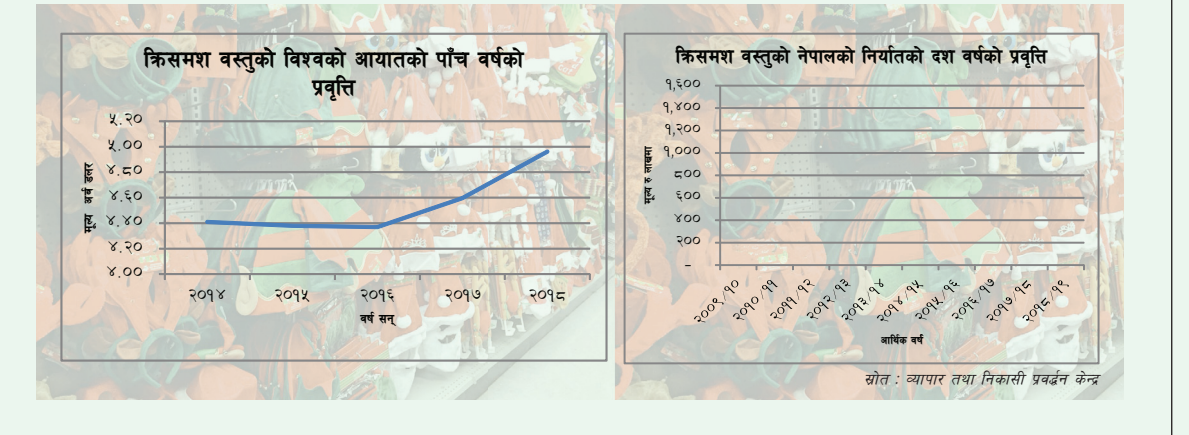 क्रिसमश वस्तुको विश्वको आयातको पाँच वर्षको
प्रवृत्ति
५.२०
५.००
४.८०
४.६०
४.४०
४.२०
४.००
मूल्य अर्ब डलर
२०१४ २०१५ २०१६ २०१७ २०१८
वर्ष सन्
क्रिसमश वस्तुको नेपालको निर्यातको दश वर्षको प्रवृत्ति
१,६००
१,४००
१,२००
१,०००
८००
६००
४००
२००
-
मूल्य रु लाखमा
२००९/१० २०१०/११ २०११/१२ २०१२/१३ २०१३/१४ २०१४/१५ २०१५/१६ २०१६/१७ २०१७/१८ २०१८/१९
आर्थिक वर्ष
स्रोत : व्यापार तथा निकासी प्रवर्द्धन केन्द्र